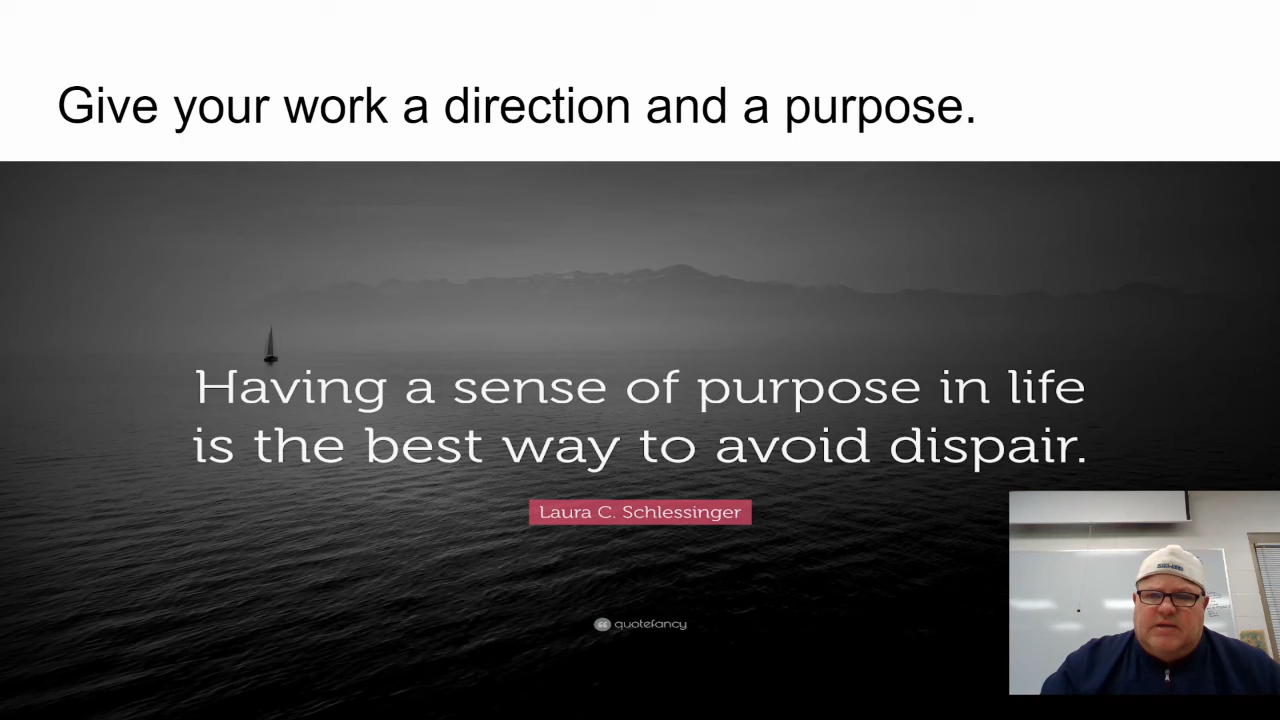 Give your work a direction and a purpose.
Having a sense of purpose in life
is the best way to avoid dispair.
Laura C. Schlessinger
quotefancy